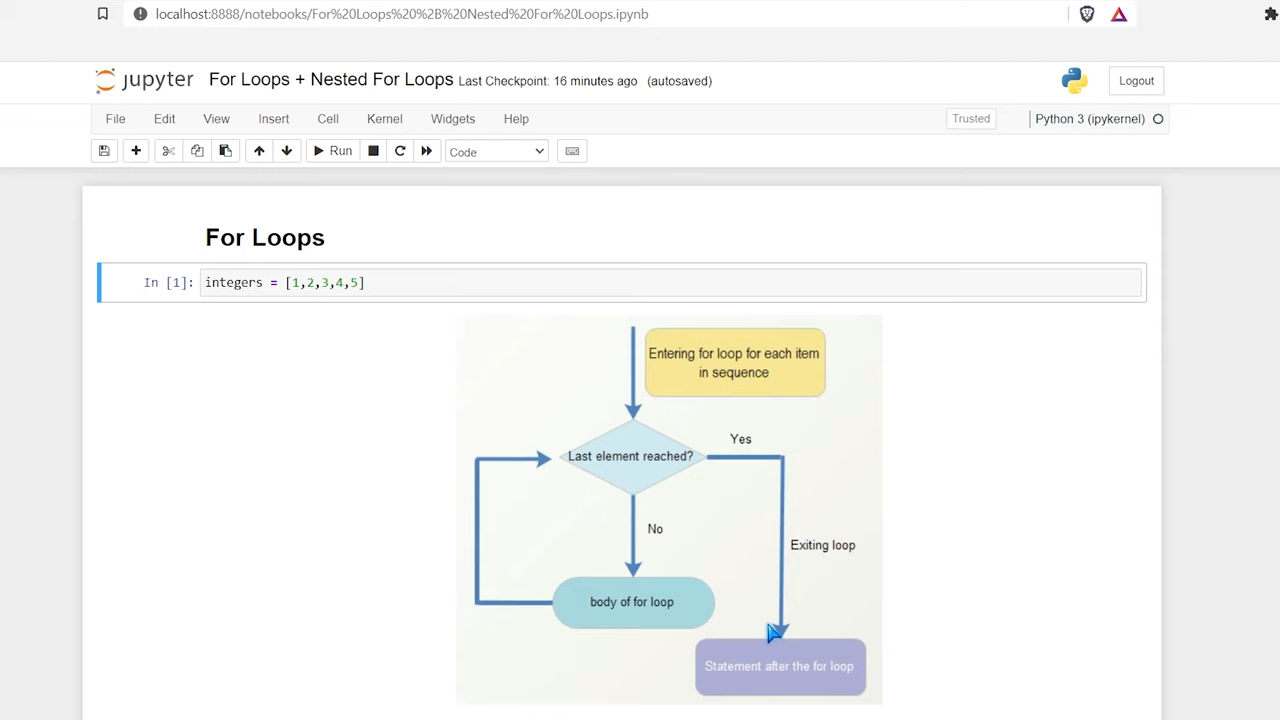 localhost:8888/notebooks/For%20Loops%20%2B%20Nested%20For%20Loops.ipynb
jupyter For Loops + Nested For Loops Last Checkpoint: 16 minutes ago (autosaved)
Logout
File Edit View Insert Cell Kernel Widgets Help
Trusted
Python 3 (ipykernel)
Run
Code
For Loops
In [1]: integers = [1,2,3,4,5]
Entering for loop for each item
in sequence
Last element reached?
Yes
No
Exiting loop
body of for loop
Statement after the for loop